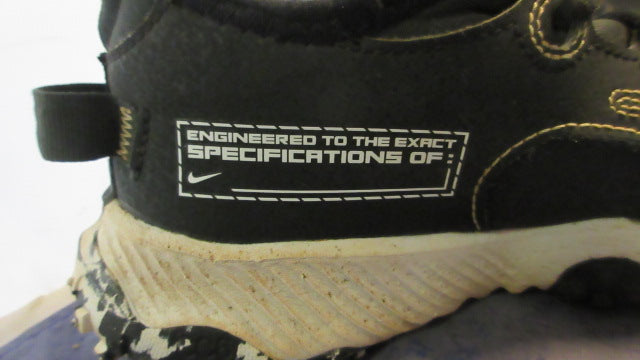 ENGINEERED TO THE EXACT
SPECIFICATIONS OF: